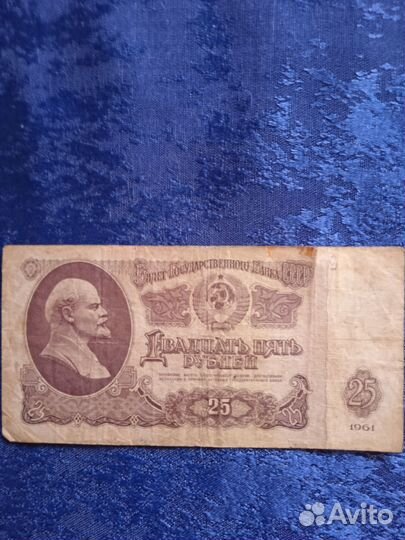 Билет Государственного Банка СССР
Двадцать пять
рублей
25
25
1961
Avito